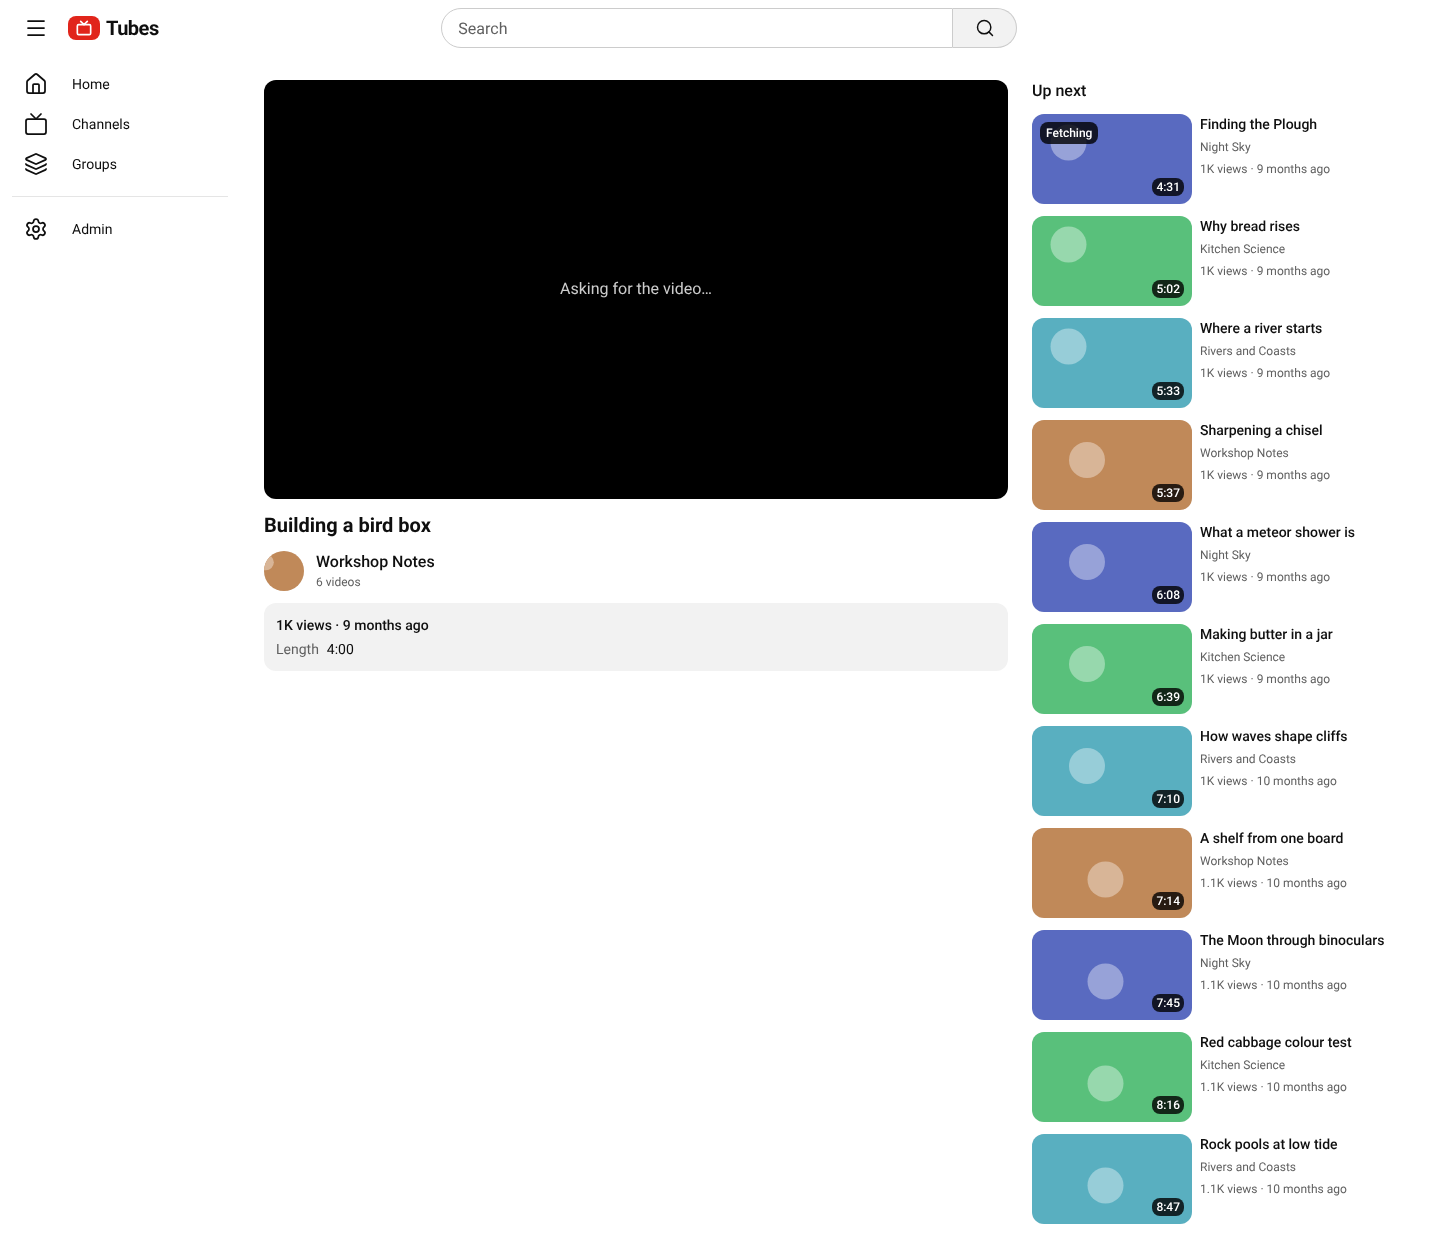 Tubes
Search
Home
Channels
Groups
Admin
Asking for the video...
Building a bird box
Workshop Notes
6 videos
1K views · 9 months ago
Length 4:00
Up next
Fetching
4:31
Finding the Plough
Night Sky
1K views · 9 months ago
5:02
Why bread rises
Kitchen Science
1K views · 9 months ago
5:33
Where a river starts
Rivers and Coasts
1K views · 9 months ago
5:37
Sharpening a chisel
Workshop Notes
1K views · 9 months ago
6:08
What a meteor shower is
Night Sky
1K views · 9 months ago
6:39
Making butter in a jar
Kitchen Science
1K views · 9 months ago
7:10
How waves shape cliffs
Rivers and Coasts
1K views · 10 months ago
7:14
A shelf from one board
Workshop Notes
1.1K views · 10 months ago
7:45
The Moon through binoculars
Night Sky
1.1K views · 10 months ago
8:16
Red cabbage colour test
Kitchen Science
1.1K views · 10 months ago
8:47
Rock pools at low tide
Rivers and Coasts
1.1K views · 10 months ago